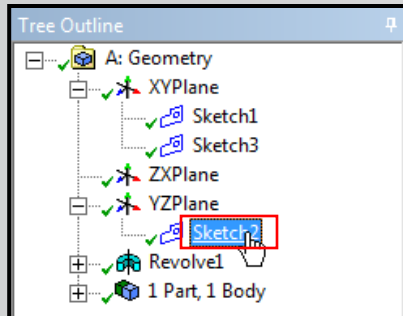 Tree Outline
A: Geometry
XYPlane
Sketch1
Sketch3
ZXPlane
YZPlane
Sketch2
Revolve1
1 Part, 1 Body